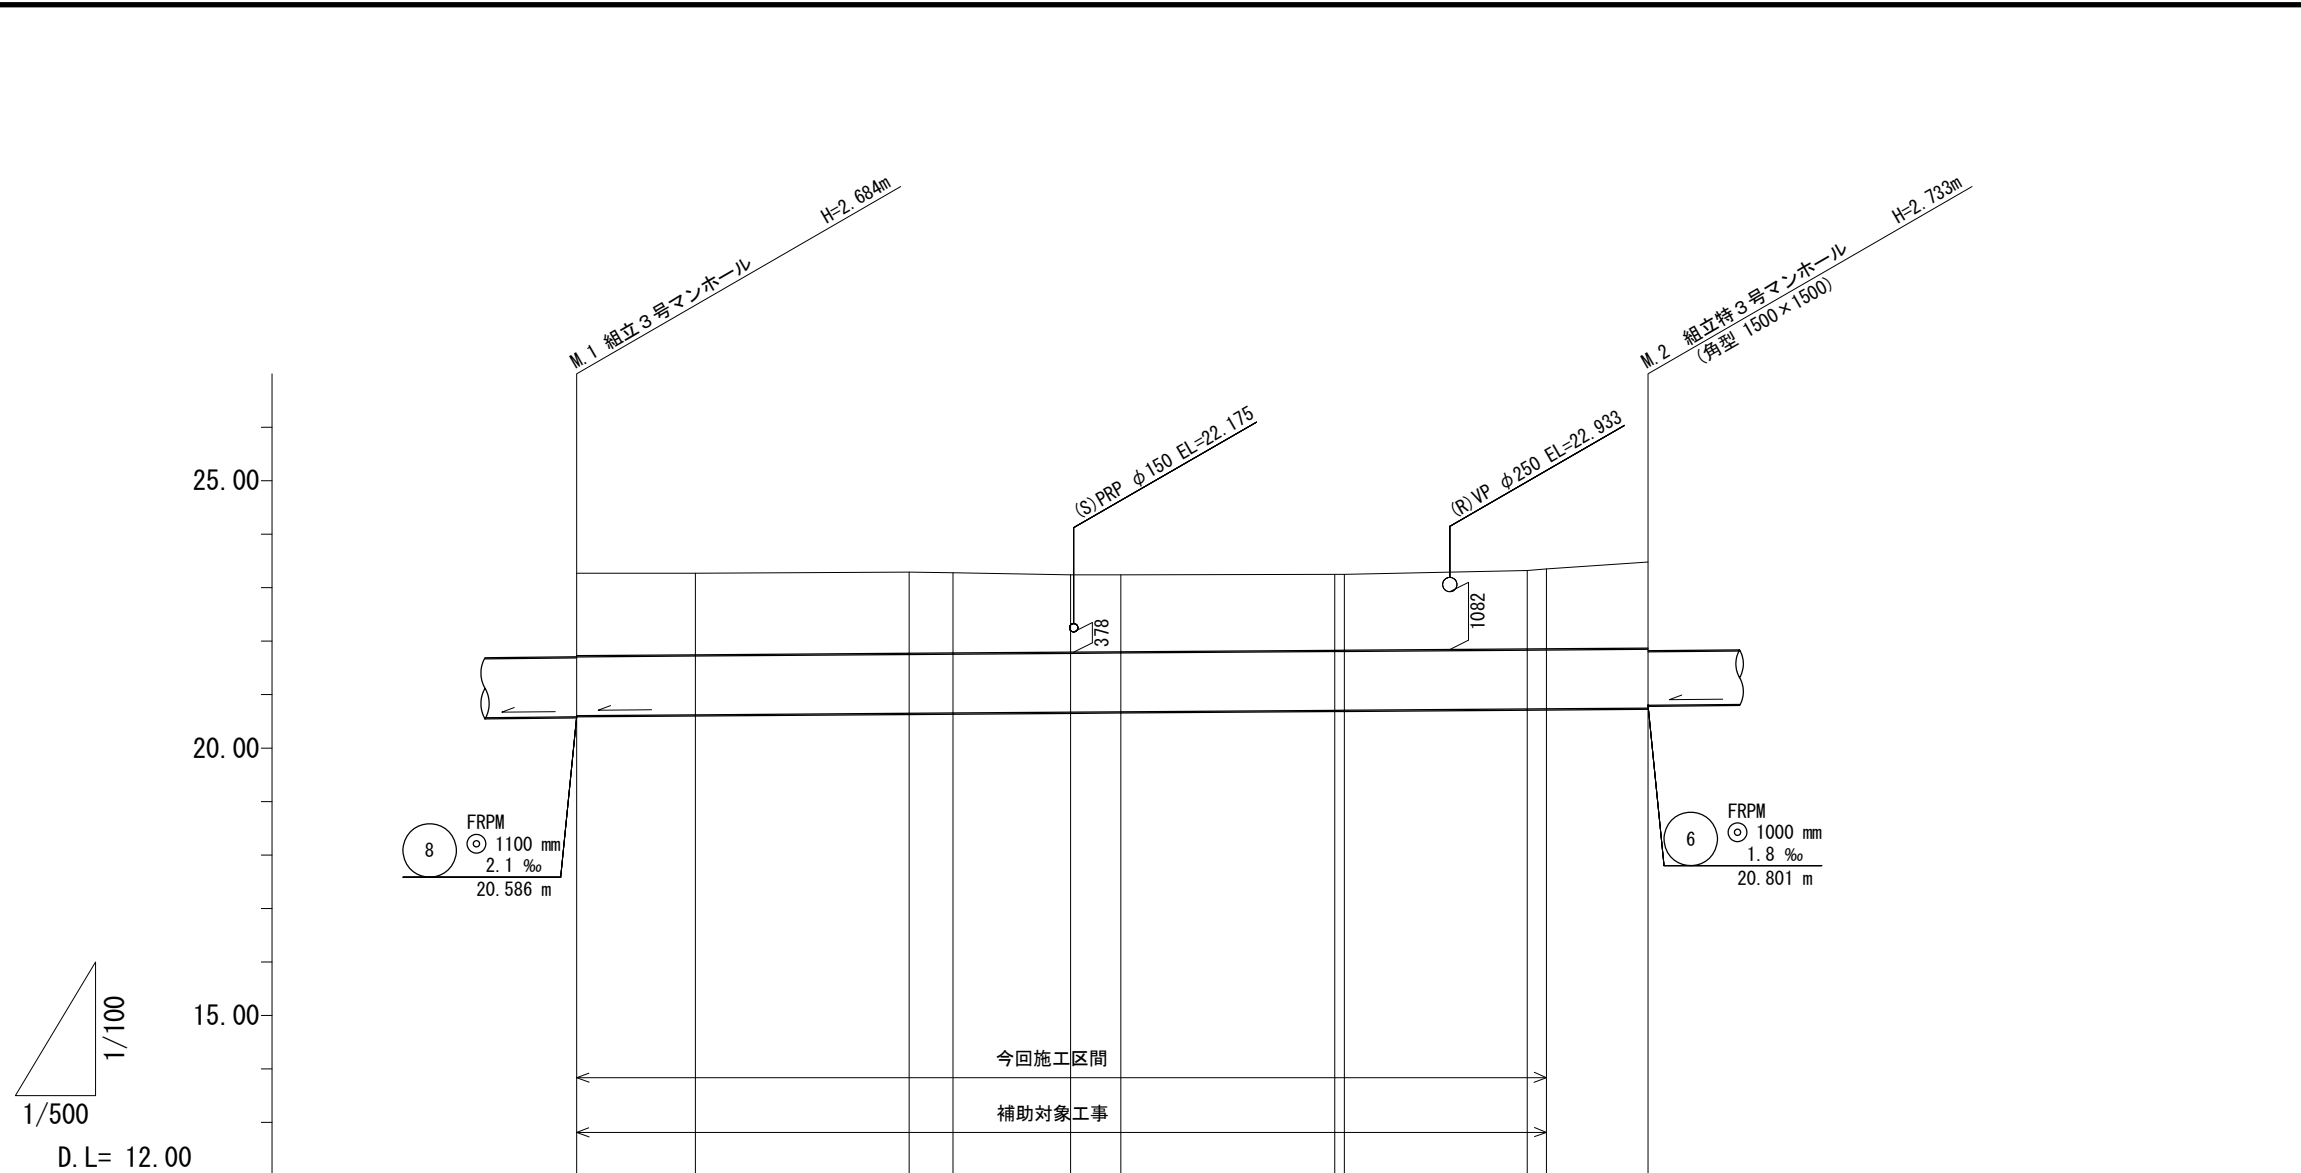 H=2.684m
M.1 組立３号マンホール
H=2.733m
M.2 組立特３号マンホール
(角型 1500×1500)
(S)PRP φ150 EL=22.175
(R)VP φ250 EL=22.933
25.00
378
1082
20.00
8
FRPM
◎ 1100 mm
2.1 ‰
20.586 m
6
FRPM
◎ 1000 mm
1.8 ‰
20.801 m
15.00
1/100
1/500
今回施工区間
補助対象工事
D.L= 12.00